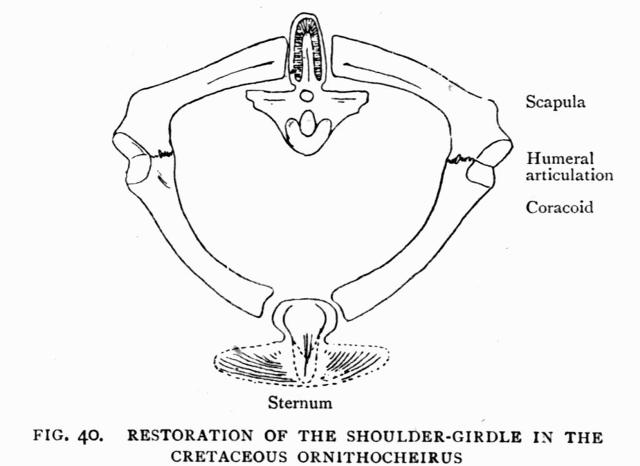 Scapula
Humeral
articulation
Coracoid
Sternum
FIG. 40. RESTORATION OF THE SHOULDER-GIRDLE IN THE
CRETACEOUS ORNITHOCHEIRUS